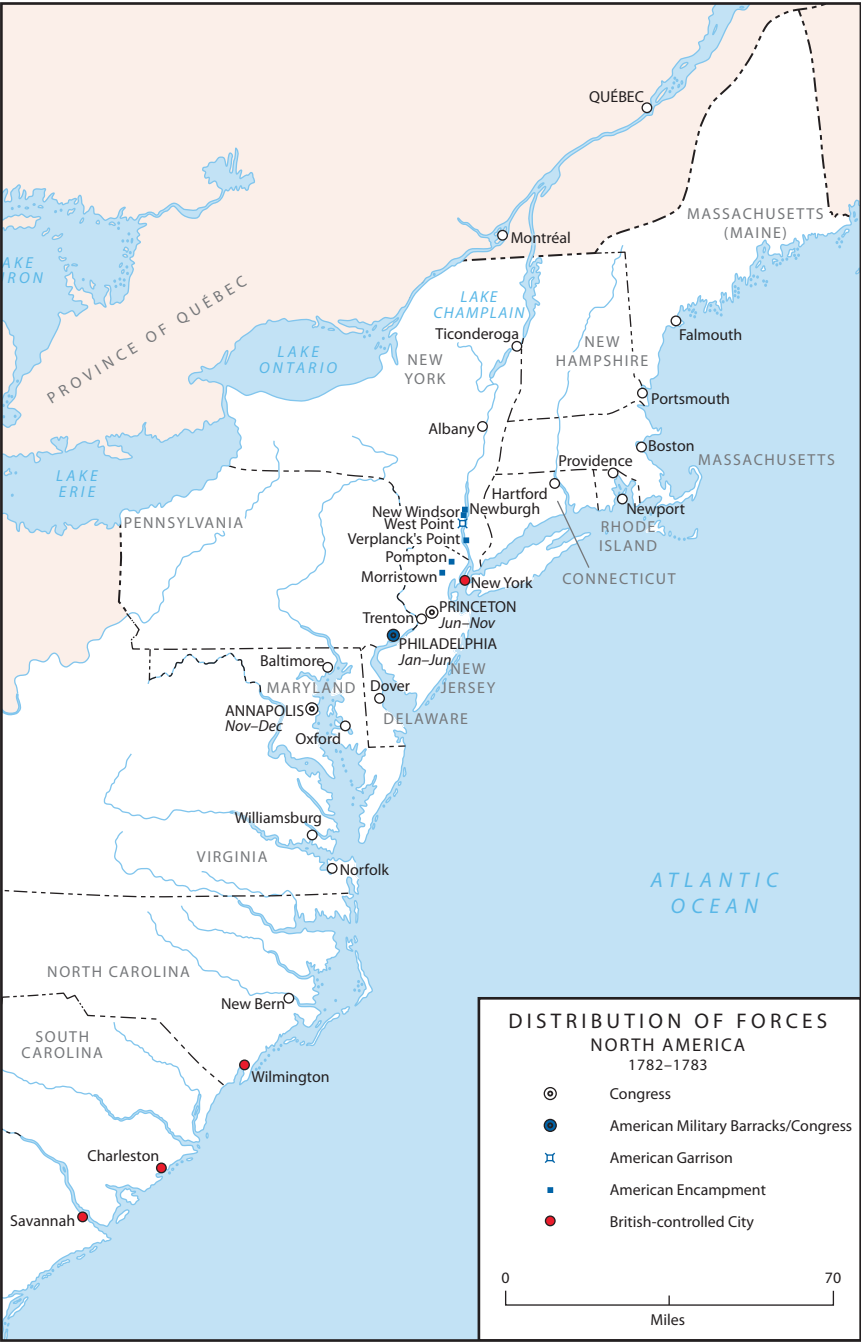 QUÉBEC
MASSACHUSETTS
(MAINE)
Montréal
PROVINCE OF QUÉBEC
LAKE
CHAMPLAIN
Ticonderoga
Falmouth
NEW
HAMPSHIRE
LAKE
ONTARIO
NEW
YORK
Portsmouth
Albany
Boston
MASSACHUSETTS
Providence
LAKE
ERIE
Hartford
Newport
RHODE
ISLAND
New Windsor
Newburgh
West Point
Verplanck's Point
PENNSYLVANIA
Pompton
Morristown
New York
CONNECTICUT
PRINCETON
Jun–Nov
Trenton
PHILADELPHIA
Jan–Jun
NEW
JERSEY
Baltimore
MARYLAND
Dover
ANNAPOLIS
Nov–Dec
DELAWARE
Oxford
Williamsburg
VIRGINIA
Norfolk
ATLANTIC
OCEAN
NORTH CAROLINA
New Bern
SOUTH
CAROLINA
Wilmington
Charleston
Savannah
AKE
IRON
DISTRIBUTION OF FORCES
NORTH AMERICA
1782–1783
Congress
American Military Barracks/Congress
American Garrison
American Encampment
British-controlled City
0 70
Miles